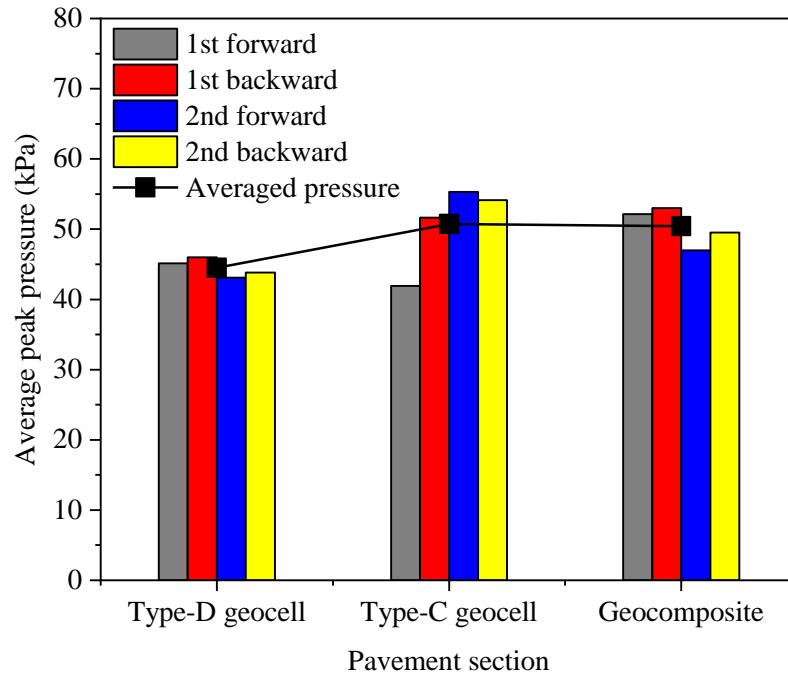 80
70
60
50
40
30
20
10
0
Average peak pressure (kPa)
1st forward
1st backward
2nd forward
2nd backward
Averaged pressure
Type-D geocell
Type-C geocell
Geocomposite
Pavement section